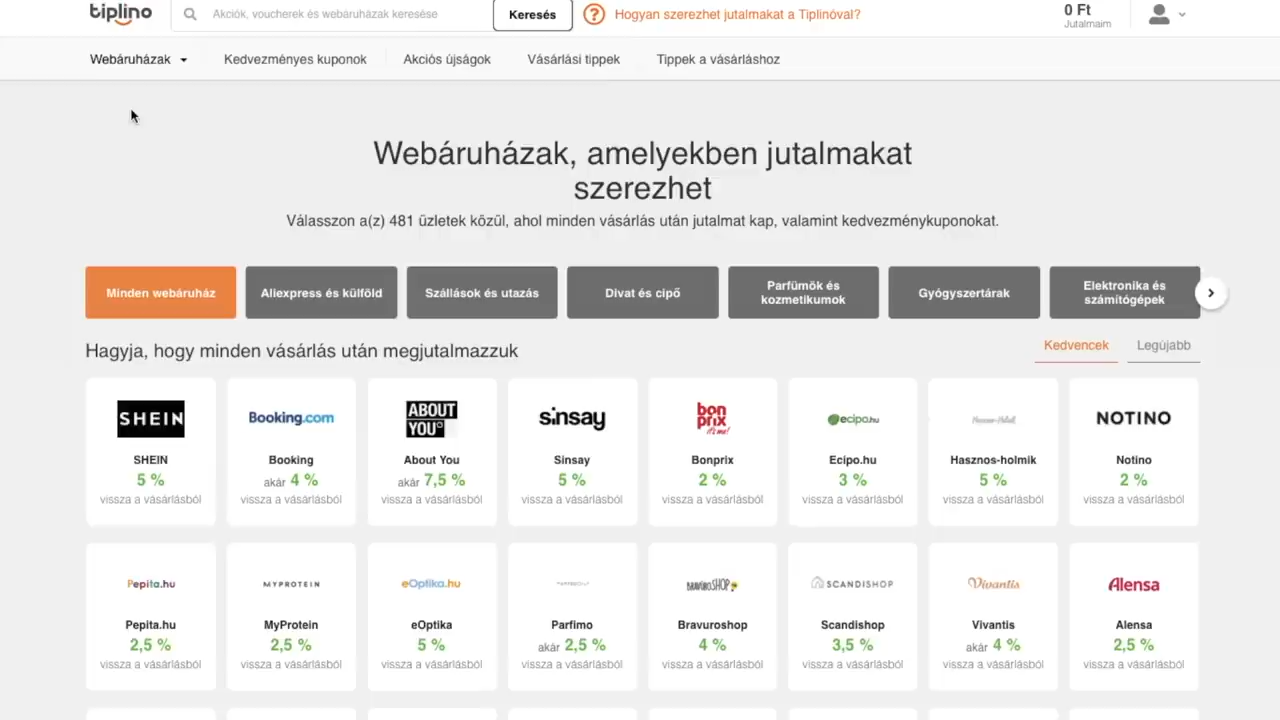 tiplino
Akciók, voucherek és webáruházak keresése
Keresés
?
Hogyan szerezhet jutalmakat a Tiplinóval?
0 Ft
Jutalmaim
Webáruházak
Kedvezményes kuponok
Akciós újságok
Vásárlási tippek
Tippek a vásárláshoz
Webáruházak, amelyekben jutalmakat
szerezhet
Válasszon a(z) 481 üzletek közül, ahol minden vásárlás után jutalmat kap, valamint kedvezménykuponokat.
Minden webáruház
Aliexpress és külföld
Szállások és utazás
Divat és cipő
Parfümök és
kozmetikumok
Gyógyszertárak
Elektronika és
számítógépek
Hagyja, hogy minden vásárlás után megjutalmazzuk
Kedvencek
Legújabb
SHEIN
SHEIN
5 %
vissza a vásárlásból
Booking.com
Booking
akár 4 %
vissza a vásárlásból
ABOUT
YOU°
About You
akár 7,5 %
vissza a vásárlásból
sinsay
Sinsay
5 %
vissza a vásárlásból
bon
prix
it's me!
Bonprix
2 %
vissza a vásárlásból
ecipo.hu
Ecipo.hu
3 %
vissza a vásárlásból
Hasznos-holmik
5 %
vissza a vásárlásból
NOTINO
Notino
2 %
vissza a vásárlásból
Pepita.hu
Pepita.hu
2,5 %
vissza a vásárlásból
MYPROTEIN
MyProtein
2,5 %
vissza a vásárlásból
eOptika.hu
eOptika
5 %
vissza a vásárlásból
Parfimo
akár 2,5 %
vissza a vásárlásból
BRAVUROSHOP
Bravuroshop
4 %
vissza a vásárlásból
SCANDISHOP
Scandishop
3,5 %
vissza a vásárlásból
Vivantis
Vivantis
akár 4 %
vissza a vásárlásból
Alensa
Alensa
2,5 %
vissza a vásárlásból